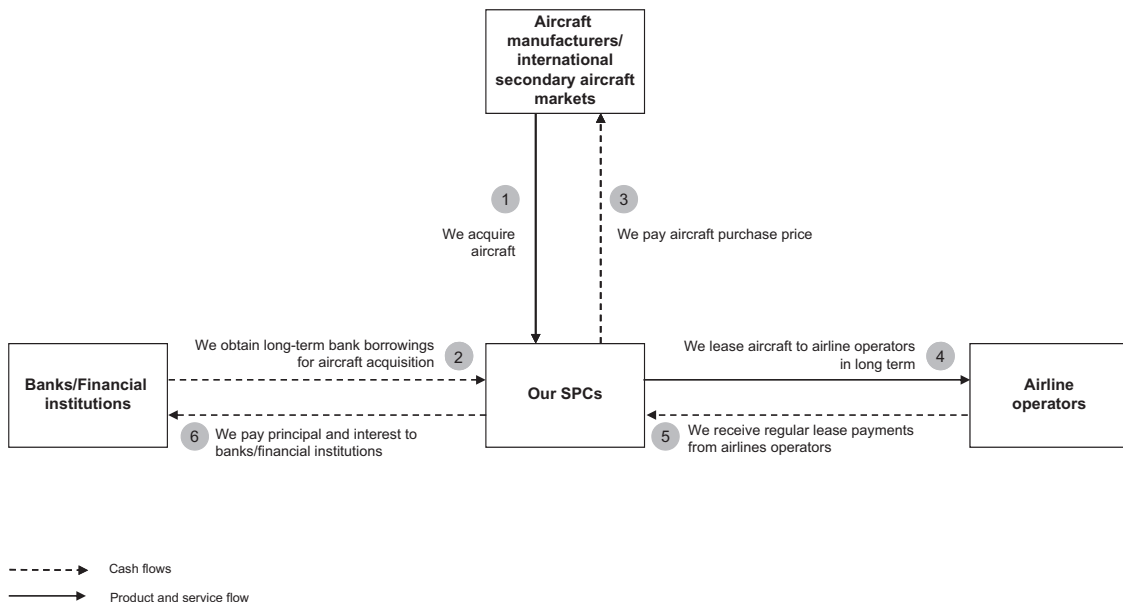 Aircraft
manufacturers/
international
secondary aircraft
markets
1
We acquire
aircraft
3
We pay aircraft purchase price
We obtain long-term bank borrowings
for aircraft acquisition
2
Banks/Financial
institutions
6
We pay principal and interest to
banks/financial institutions
Our SPCs
We lease aircraft to airline operators
in long term
4
5
We receive regular lease payments
from airlines operators
Airline
operators
Cash flows
Product and service flow